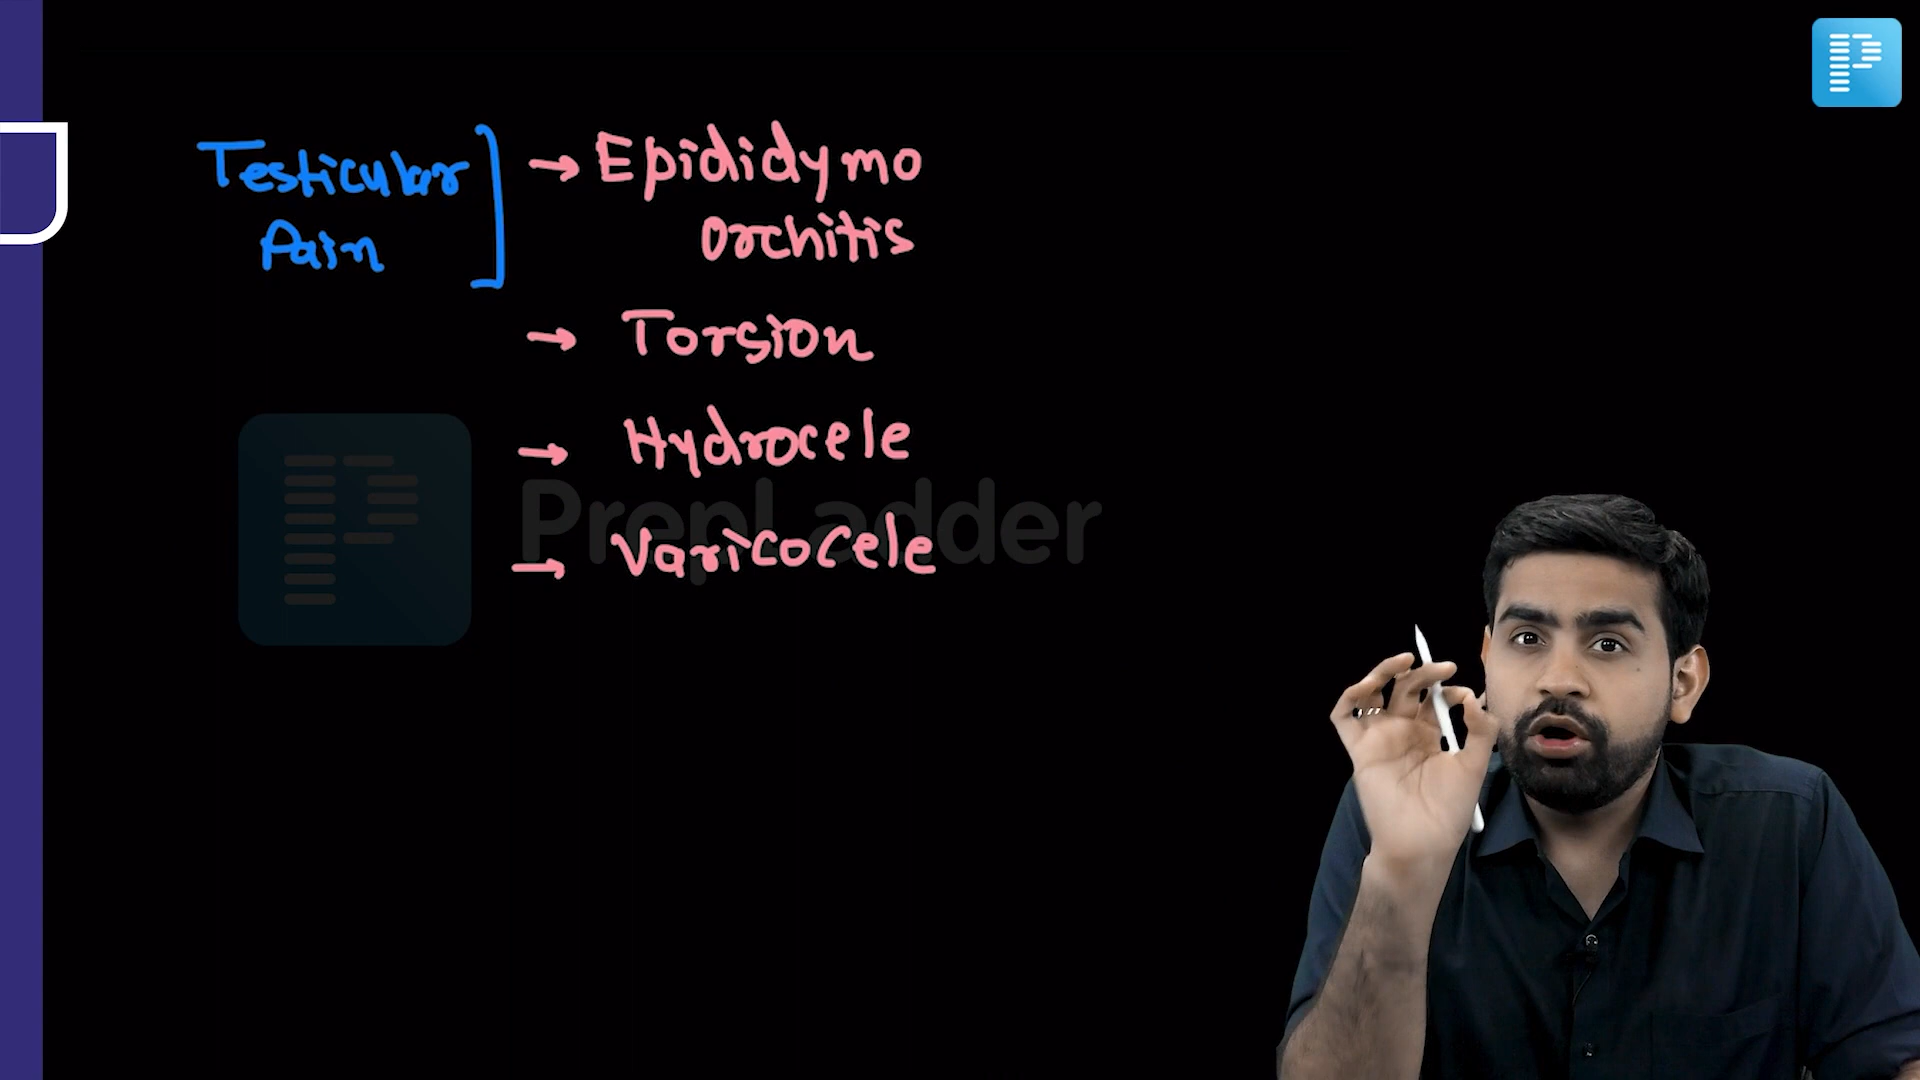 Testicular
Pain
→ Epididymo
Orchitis
→ Torsion
→ Hydrocele
→ Varicocele
PrepLadder